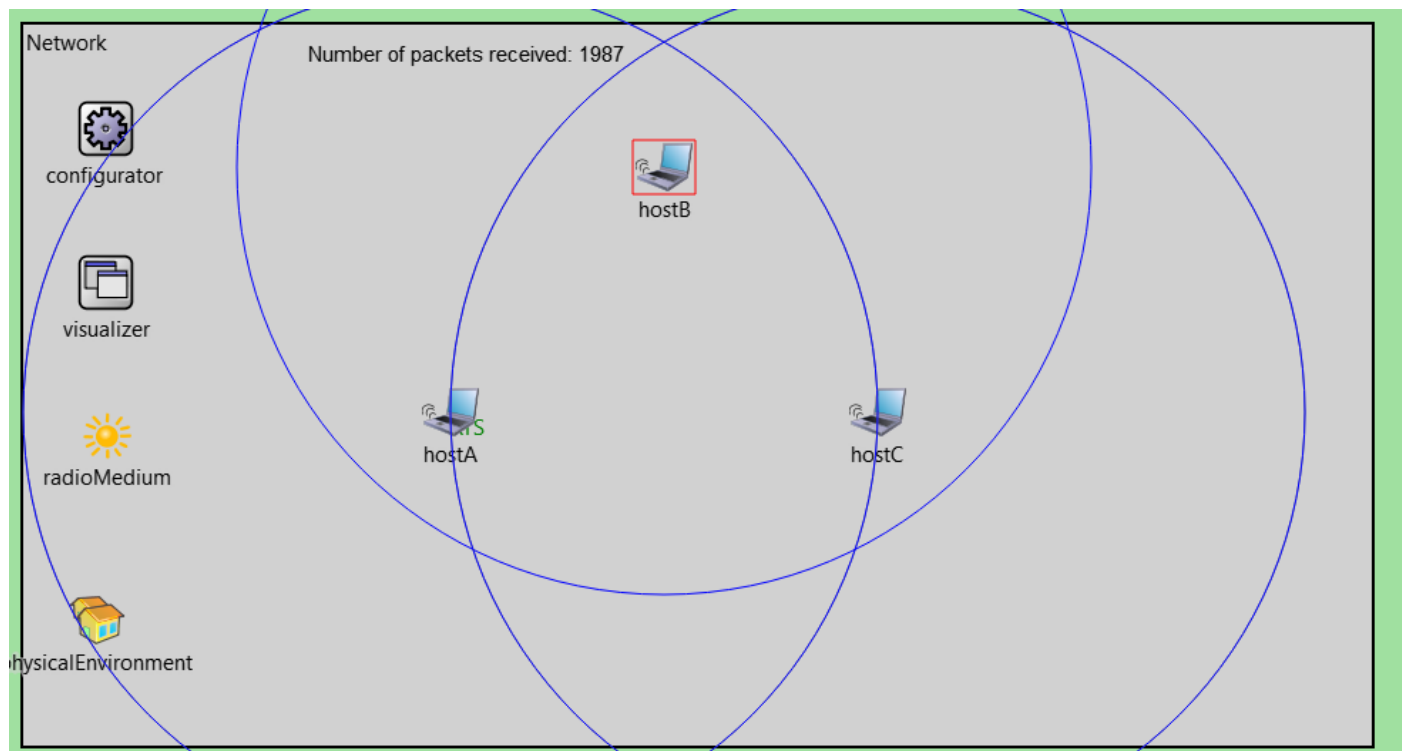 Network
Number of packets received: 1987
configurator
hostB
visualizer
hostA
hostC
radioMedium
hysicalEnvironment